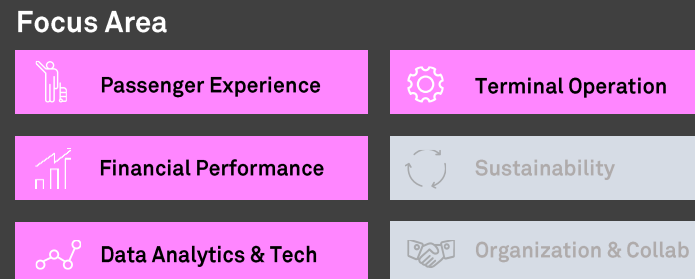 Focus Area
Passenger Experience
Terminal Operation
Financial Performance
Sustainability
Data Analytics & Tech
Organization & Collab